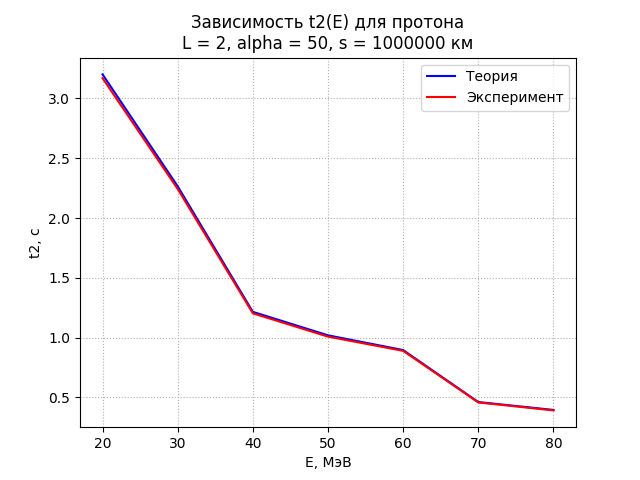 Зависимость t2(E) для протона
L = 2, alpha = 50, s = 1000000 км
Теория
Эксперимент
3.0
2.5
2.0
1.5
1.0
0.5
t2, с
20 30 40 50 60 70 80
E, МэВ